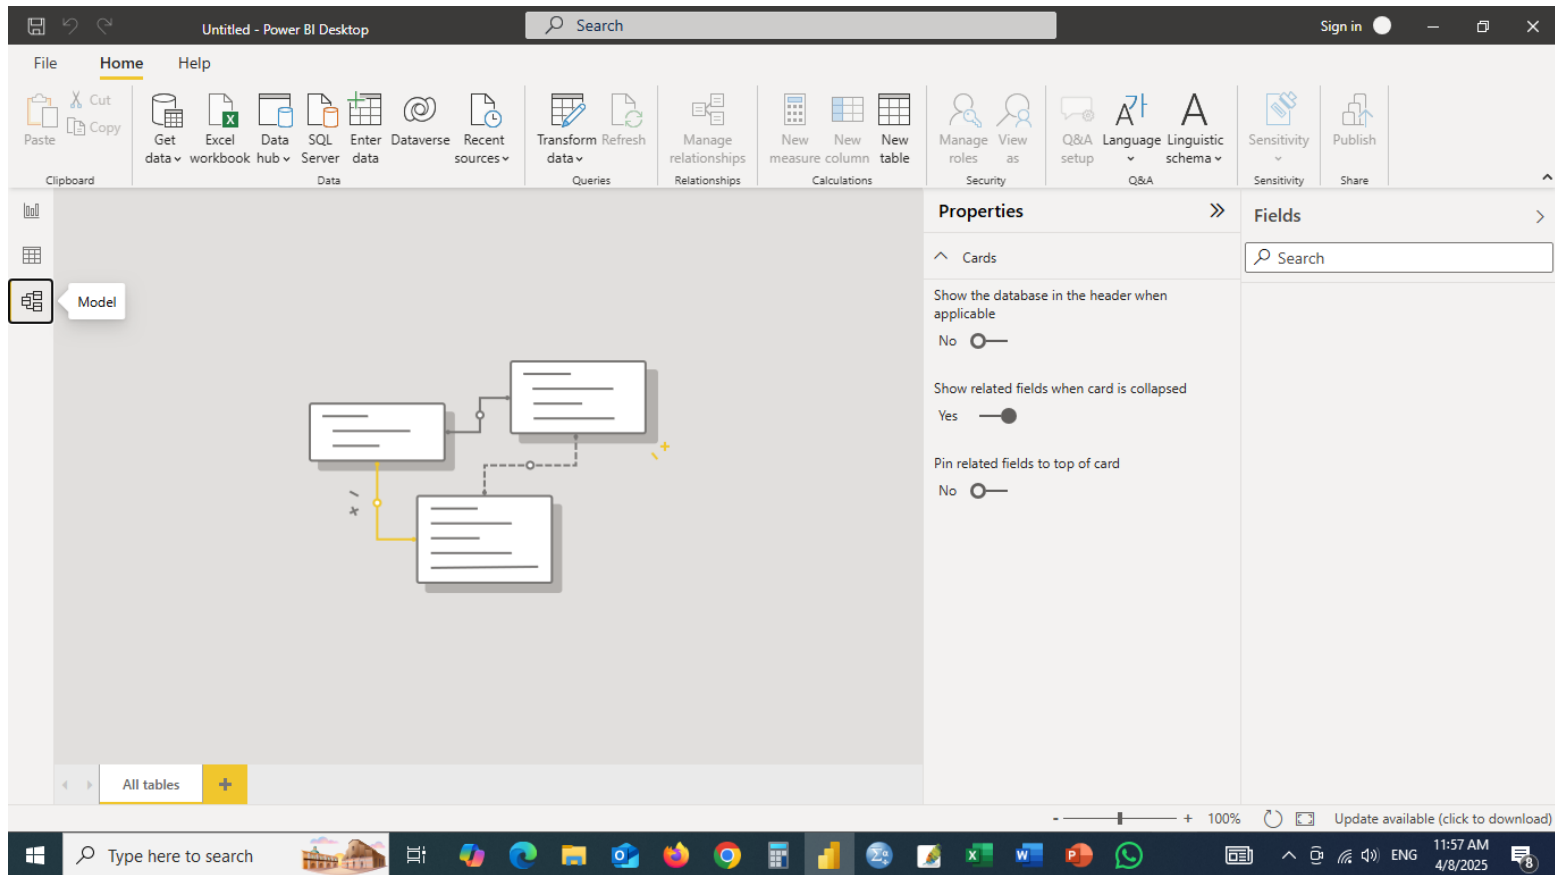 Untitled - Power BI Desktop
Search
Sign in
File
Home
Help
Paste
Cut
Copy
Clipboard
Get data
Excel workbook
Data hub
SQL Server
Enter data
Dataverse
Recent sources
Data
Transform data
Refresh
Queries
Manage relationships
Relationships
New measure
New column
New table
Calculations
Manage roles
View as
Security
Q&A setup
Language
Linguistic schema
Q&A
Sensitivity
Sensitivity
Publish
Share
Model
Properties
Cards
Show the database in the header when
applicable
No
Show related fields when card is collapsed
Yes
Pin related fields to top of card
No
Fields
Search
All tables
+
- + 100%
Update available (click to download)
Type here to search
ENG
11:57 AM
4/8/2025
8